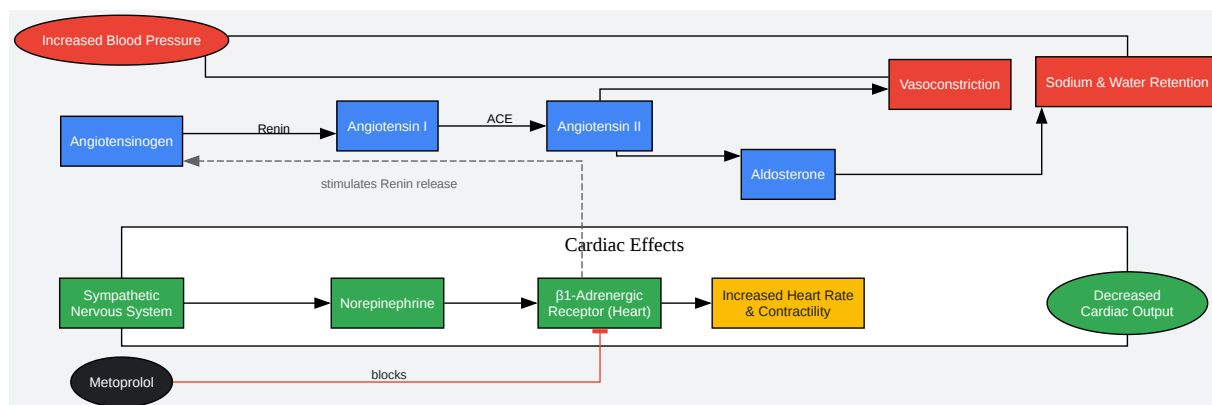 Increased Blood Pressure
Vasoconstriction
Sodium & Water Retention
Angiotensinogen
Renin
Angiotensin I
ACE
Angiotensin II
Aldosterone
stimulates Renin release
Cardiac Effects
Sympathetic
Nervous System
Norepinephrine
β1-Adrenergic
Receptor (Heart)
Increased Heart Rate
& Contractility
Decreased
Cardiac Output
Metoprolol
blocks